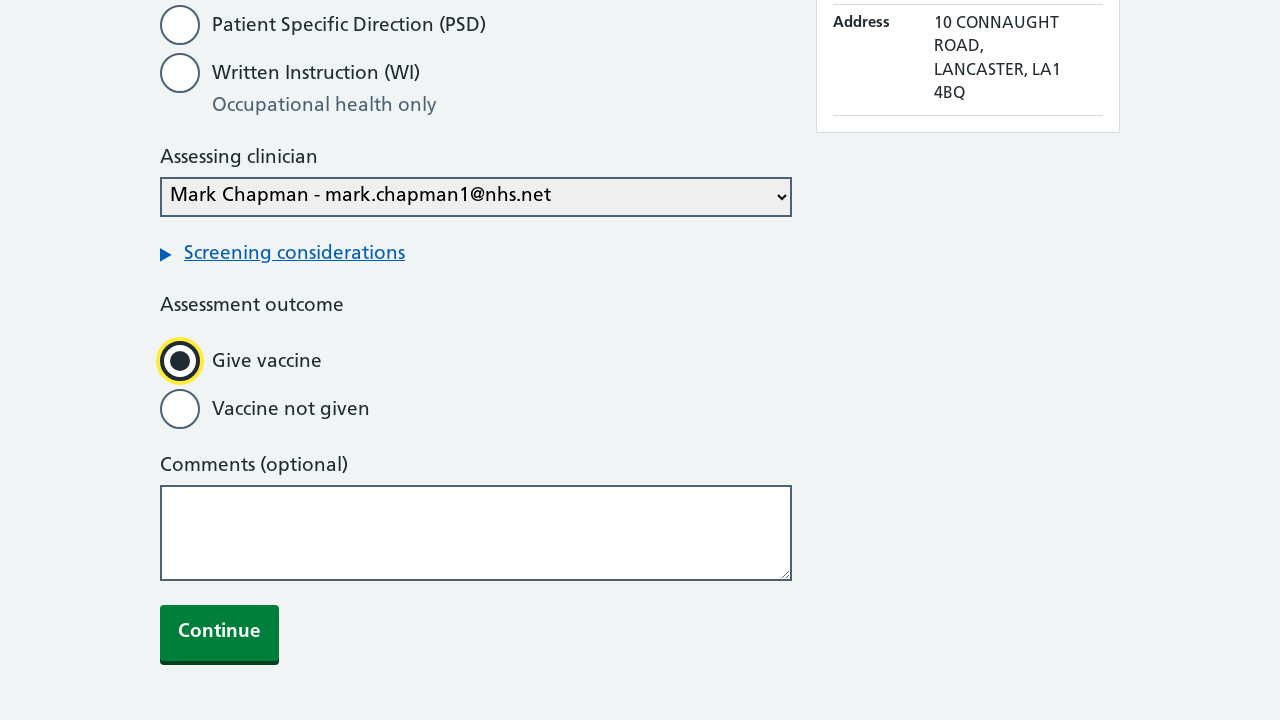 Patient Specific Direction (PSD)
Written Instruction (WI)
Occupational health only
Assessing clinician
Mark Chapman - mark.chapman1@nhs.net
Screening considerations
Assessment outcome
Give vaccine
Vaccine not given
Comments (optional)
Continue
Address
10 CONNAUGHT
ROAD,
LANCASTER, LA1
4BQ